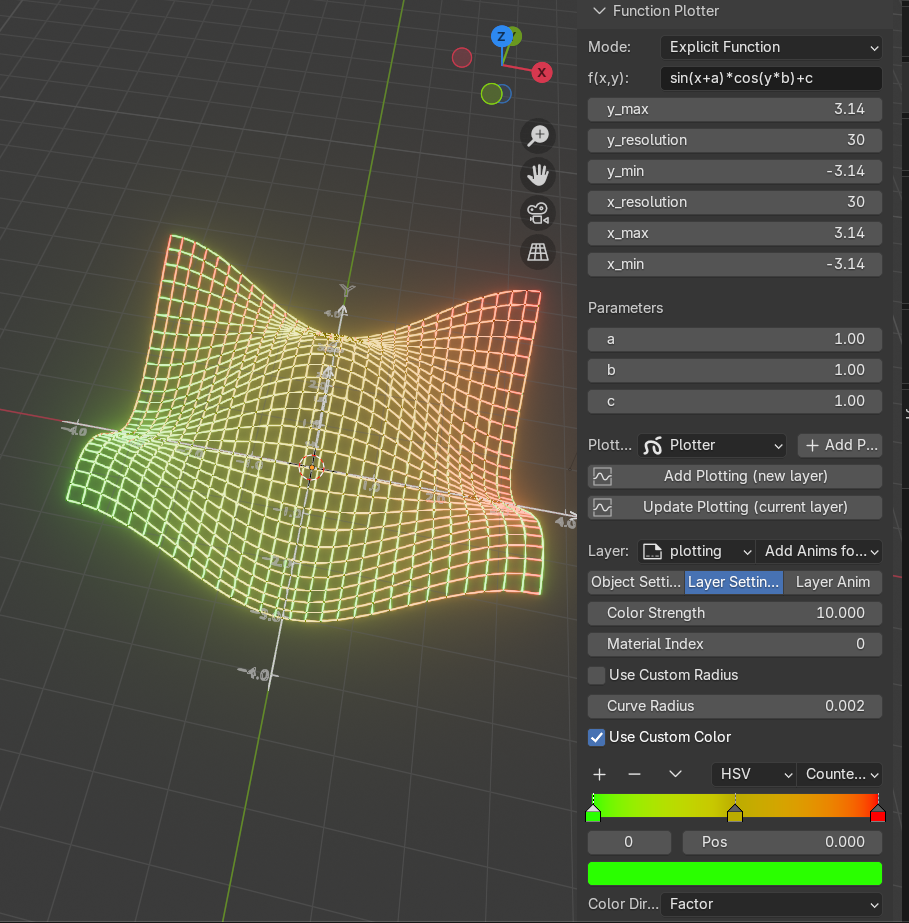 Function Plotter
Z Y
X
Mode: Explicit Function
f(x,y): sin(x+a)*cos(y*b)+c
y_max 3.14
y_resolution 30
y_min -3.14
x_resolution 30
x_max 3.14
x_min -3.14
Parameters
a 1.00
b 1.00
c 1.00
Plott... Plotter Add P...
Add Plotting (new layer)
Update Plotting (current layer)
Layer: plotting Add Anims fo...
Object Setti... Layer Settin... Layer Anim
Color Strength 10.000
Material Index 0
Use Custom Radius
Curve Radius 0.002
Use Custom Color
HSV Counte...
0 Pos 0.000
Color Dir... Factor
Y
4.0
2.0
-4.0
-1.0
1.0
2.0
4.0
-1.0
-2.0
-3.0
-4.0